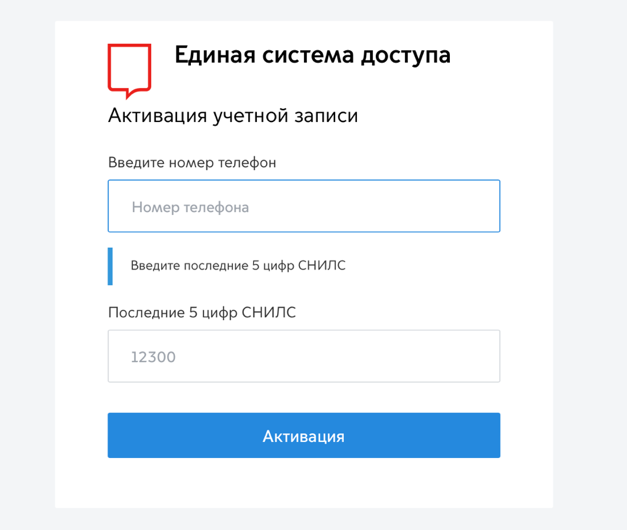 Единая система доступа
Активация учетной записи
Введите номер телефон
Номер телефона
Введите последние 5 цифр СНИЛС
Последние 5 цифр СНИЛС
12300
Активация